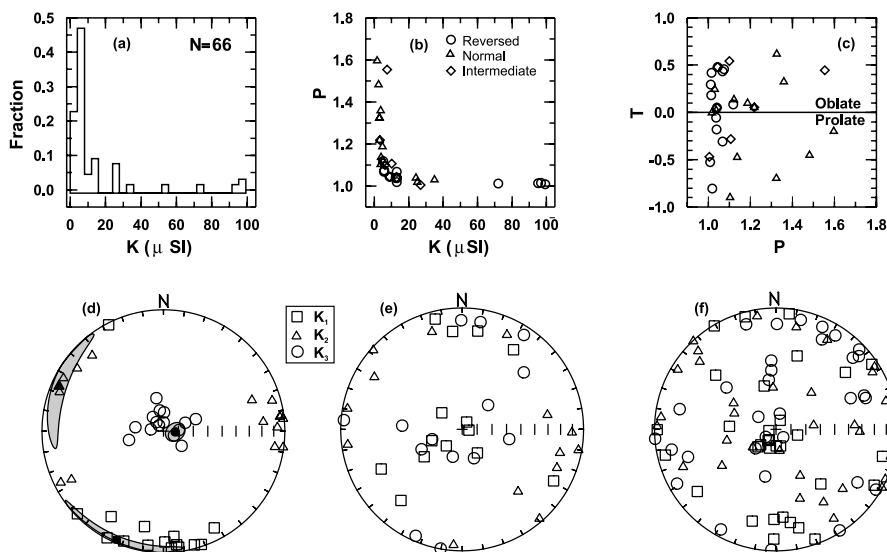 (a)
N=66
Fraction
0.5
0.4
0.3
0.2
0.1
0.0
0 20 40 60 80 100
K (μ SI)
(b)
Reversed
Normal
Intermediate
P
1.8
1.6
1.4
1.2
1.0
0 20 40 60 80 100
K (μ SI)
(c)
Oblate
Prolate
T
1.0
0.5
0.0
-0.5
-1.0
1.0 1.2 1.4 1.6 1.8
P
(d)
N
K1
K2
K3
(e)
N
(f)
N